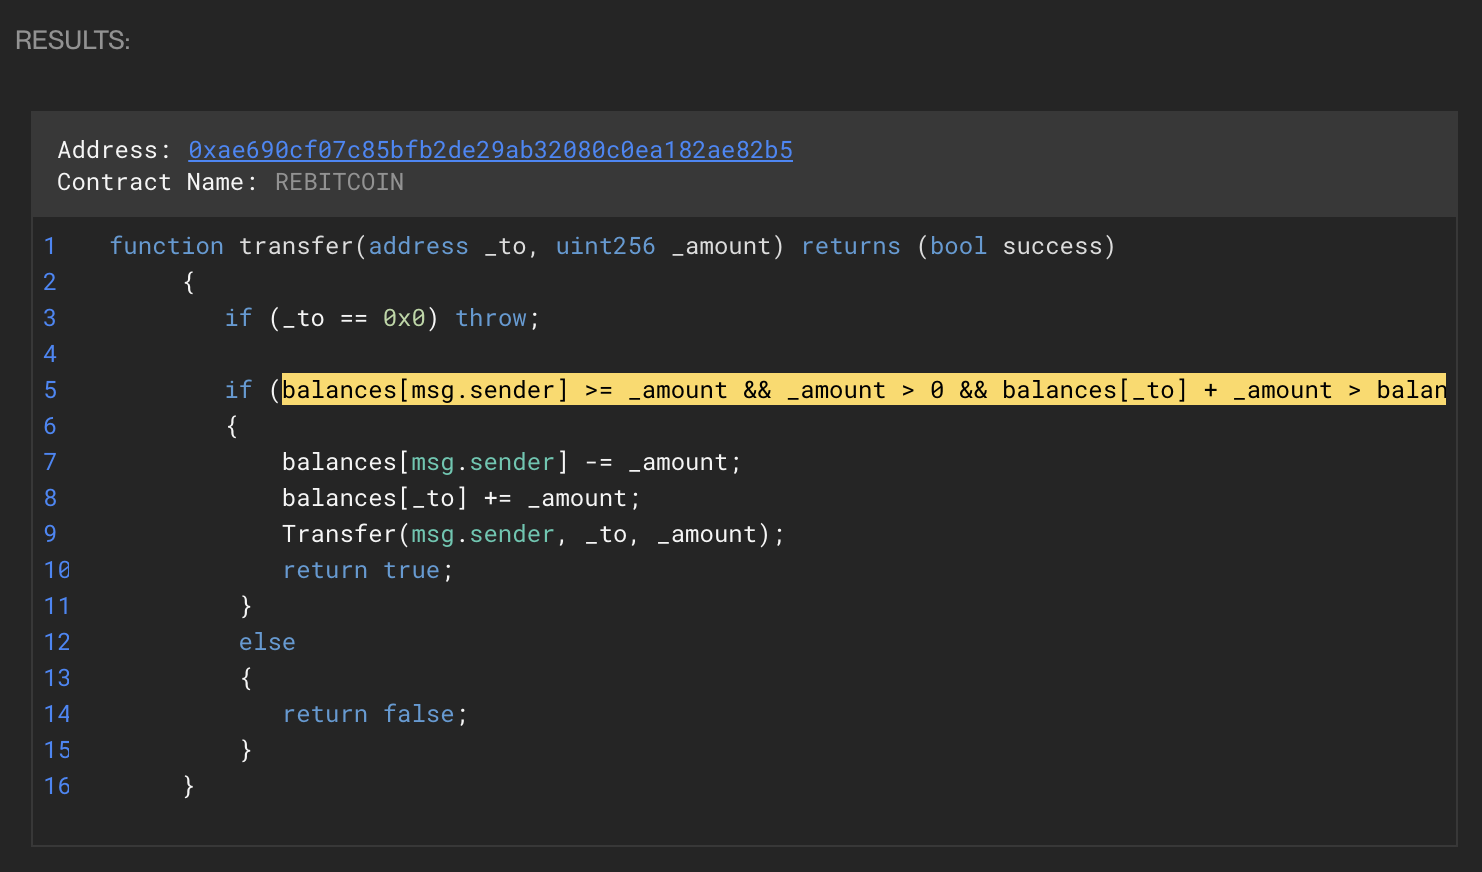 RESULTS:
Address: 0xae690cf07c85bfb2de29ab32080c0ea182ae82b5
Contract Name: REBITCOIN
1 function transfer(address _to, uint256 _amount) returns (bool success)
2 {
3 if (_to == 0x0) throw;
4
5 if (balances[msg.sender] >= _amount && _amount > 0 && balances[_to] + _amount > balan
6 {
7 balances[msg.sender] -= _amount;
8 balances[_to] += _amount;
9 Transfer(msg.sender, _to, _amount);
10 return true;
11 }
12 else
13 {
14 return false;
15 }
16 }